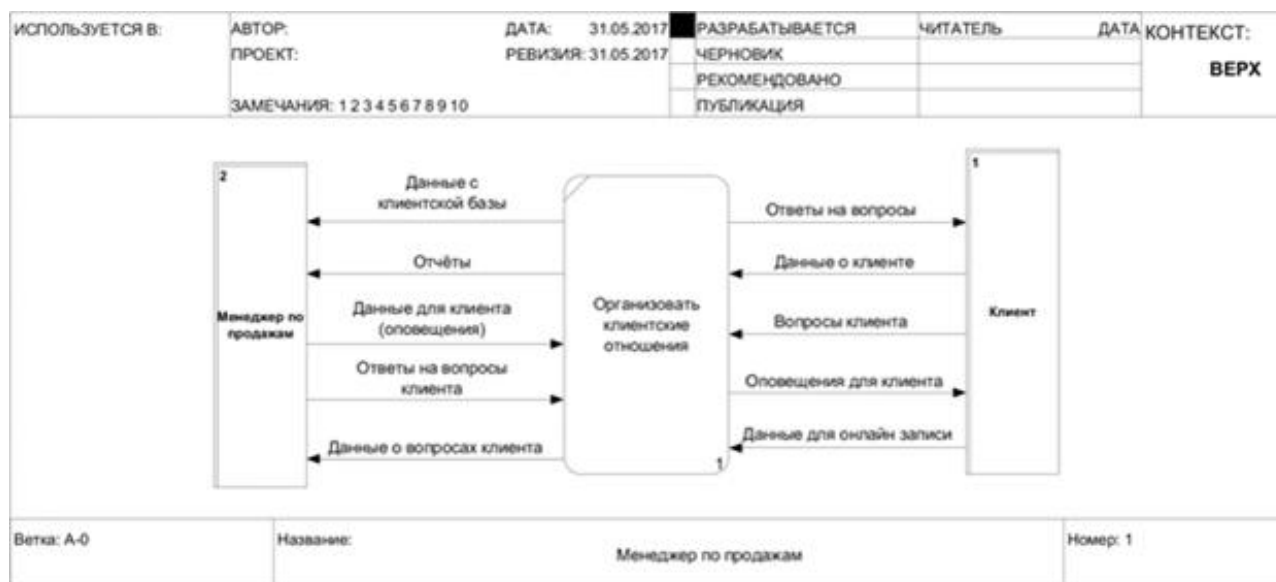 ИСПОЛЬЗУЕТСЯ В:
АВТОР:
ДАТА: 31.05.2017
РАЗРАБАТЫВАЕТСЯ
ЧИТАТЕЛЬ
ДАТА
КОНТЕКСТ:
ПРОЕКТ:
РЕВИЗИЯ: 31.05.2017
ЧЕРНОВИК
ВЕРХ
РЕКОМЕНДОВАНО
ЗАМЕЧАНИЯ: 1 2 3 4 5 6 7 8 9 10
ПУБЛИКАЦИЯ
2
Менеджер по
продажам
Данные с
клиентской базы
Отчёты
Данные для клиента
(оповещения)
Ответы на вопросы
клиента
Данные о вопросах клиента
Организовать
клиентские
отношения
1
Ответы на вопросы
Данные о клиенте
Вопросы клиента
Оповещения для клиента
Данные для онлайн записи
1
Клиент
Ветка: А-0
Название:
Менеджер по продажам
Номер: 1